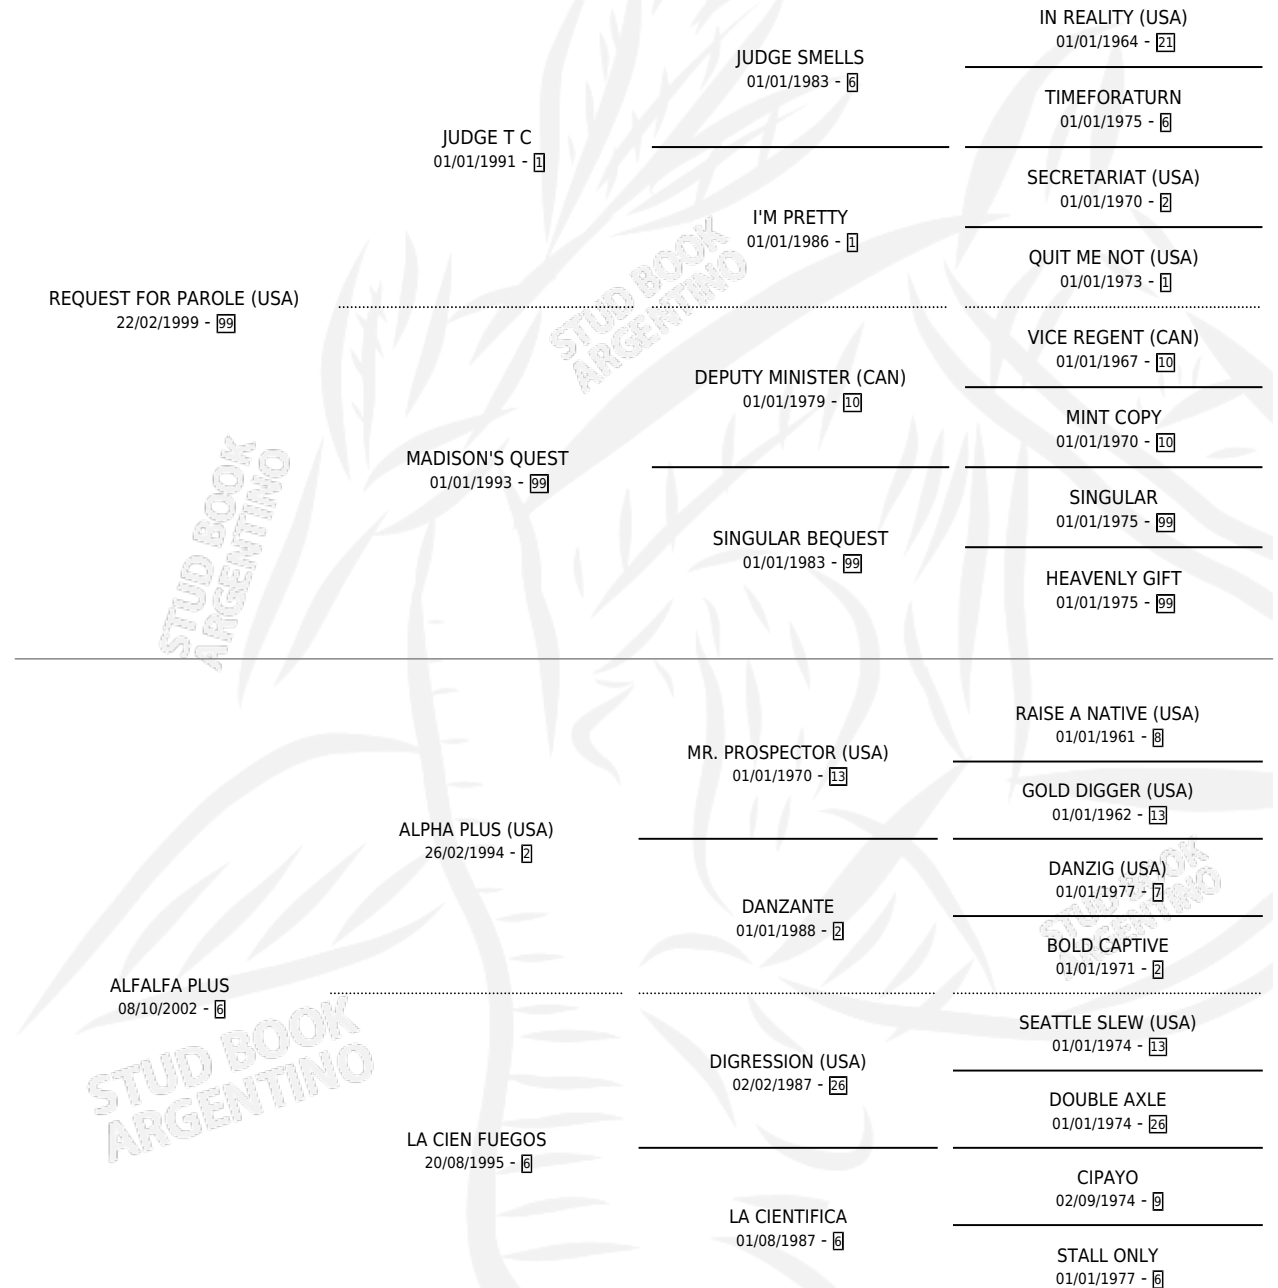 IN REALITY (USA)
01/01/1964 - 21
JUDGE SMELLS
01/01/1983 - 6
TIMEFORATURN
01/01/1975 - 6
JUDGE T C
01/01/1991 - 1
SECRETARIAT (USA)
01/01/1970 - 2
I'M PRETTY
01/01/1986 - 1
QUIT ME NOT (USA)
01/01/1973 - 1
REQUEST FOR PAROLE (USA)
22/02/1999 - 99
STUD BOOK
ARGENTINO
VICE REGENT (CAN)
01/01/1967 - 10
DEPUTY MINISTER (CAN)
01/01/1979 - 10
MINT COPY
01/01/1970 - 10
MADISON'S QUEST
01/01/1993 - 99
SINGULAR
01/01/1975 - 99
SINGULAR BEQUEST
01/01/1983 - 99
HEAVENLY GIFT
01/01/1975 - 99
STUD BOOK
ARGENTINO
RAISE A NATIVE (USA)
01/01/1961 - 8
MR. PROSPECTOR (USA)
01/01/1970 - 13
GOLD DIGGER (USA)
01/01/1962 - 13
ALPHA PLUS (USA)
26/02/1994 - 2
DANZIG (USA)
01/01/1977 - 7
DANZANTE
01/01/1988 - 2
BOLD CAPTIVE
01/01/1971 - 2
STUD BOOK
ARGENTINO
ALFALFA PLUS
08/10/2002 - 6
SEATTLE SLEW (USA)
01/01/1974 - 13
DIGRESSION (USA)
02/02/1987 - 26
DOUBLE AXLE
01/01/1974 - 26
STUD BOOK
ARGENTINO
LA CIEN FUEGOS
20/08/1995 - 6
CIPAYO
02/09/1974 - 9
LA CIENTIFICA
01/08/1987 - 6
STALL ONLY
01/01/1977 - 6